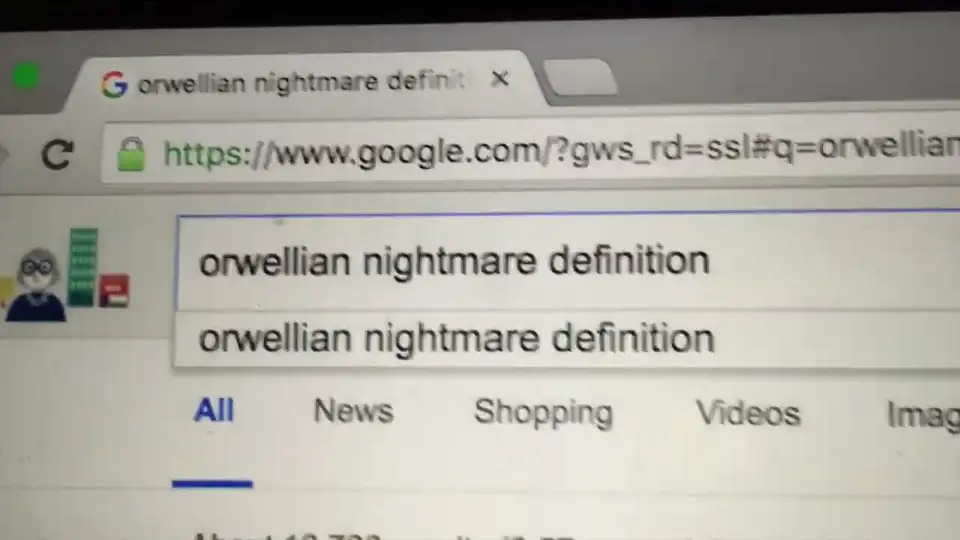 orwellian nightmare definit
https://www.google.com/?gws_rd=ssl#q=orwellian
orwellian nightmare definition
orwellian nightmare definition
All News Shopping Videos Imag
About